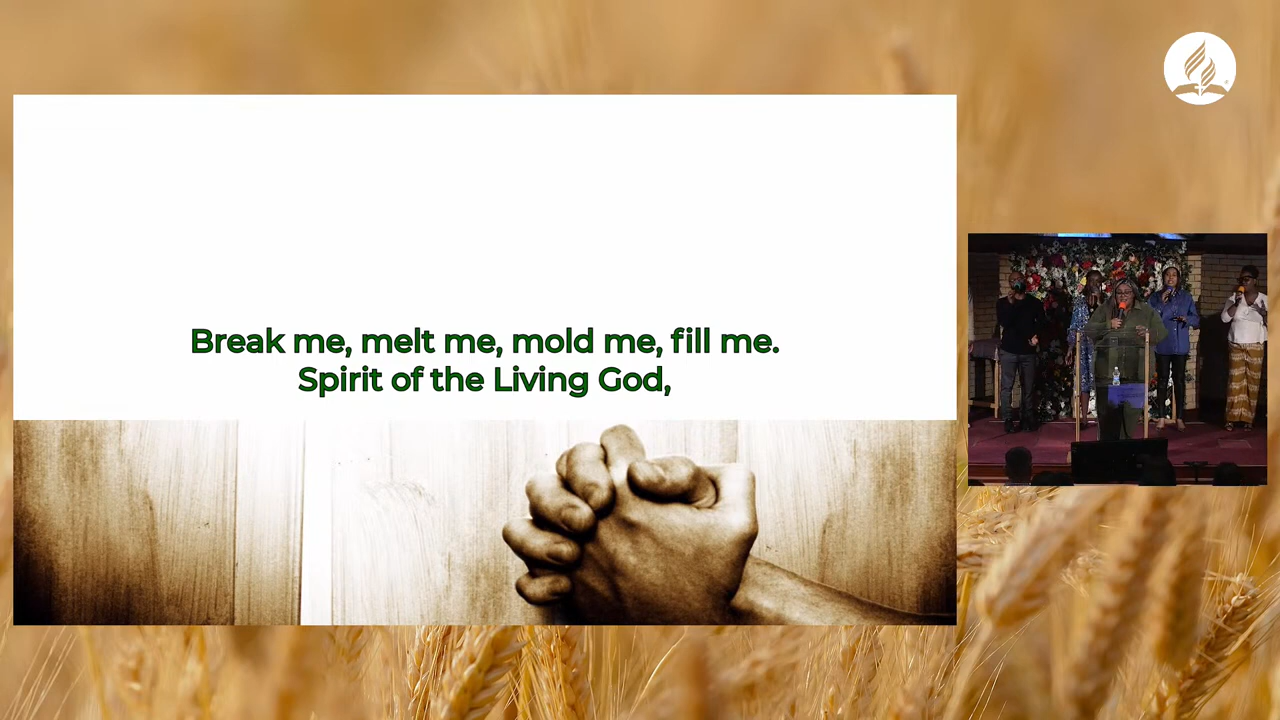 Break me, melt me, mold me, fill me.
Spirit of the Living God,